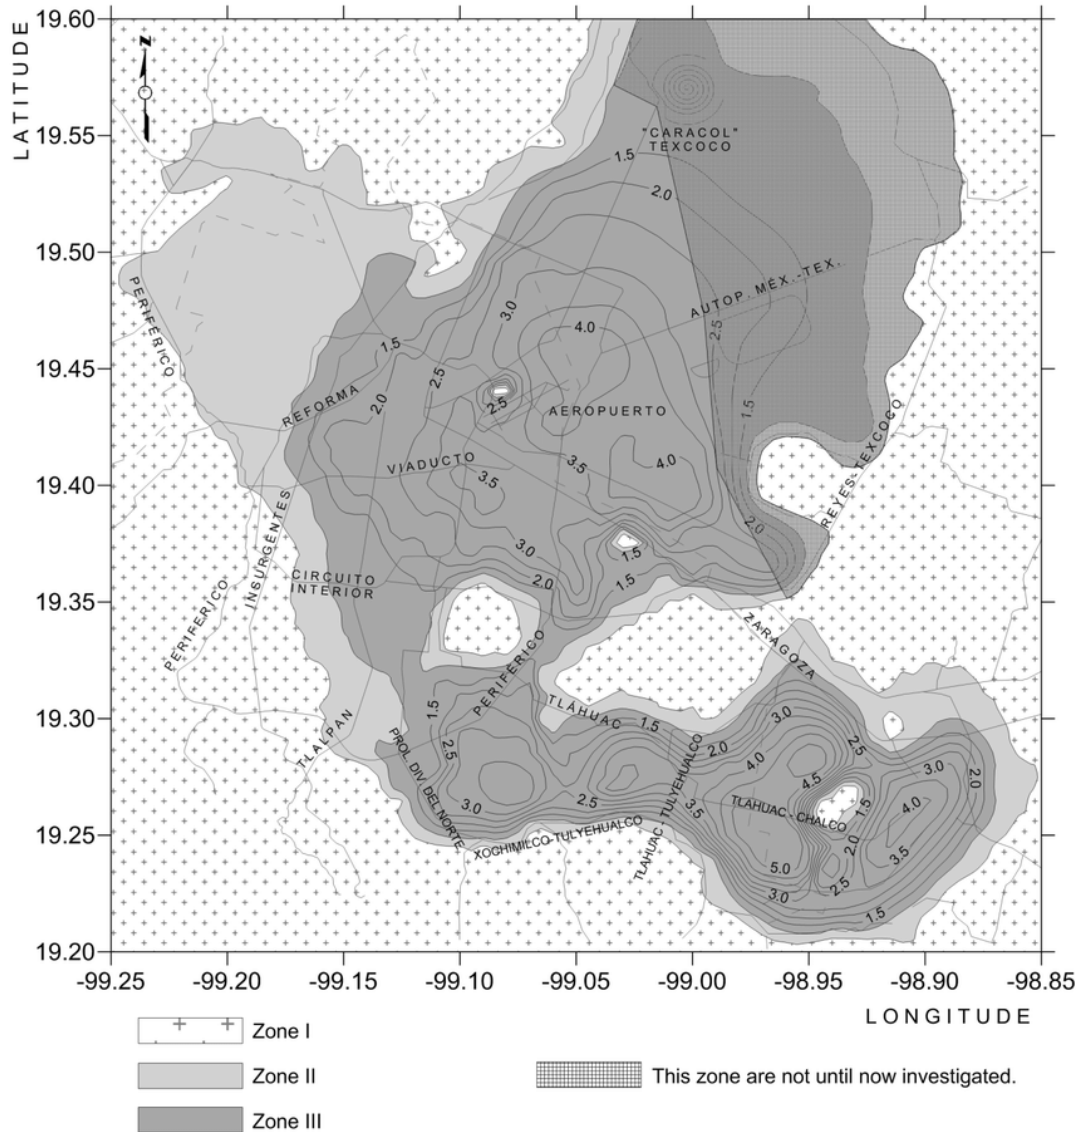 LATITUDE
19.60
19.55
19.50
19.45
19.40
19.35
19.30
19.25
19.20
-99.25
-99.20
-99.15
-99.10
-99.05
-99.00
-98.95
-98.90
-98.85
LONGITUDE
N
"CARACOL"
TEXCOCO
1.5
2.0
3.0
4.0
AUTOP. MÉX.-TEX.
PERIFÉRICO
1.5
2.5
2.5
2.0
REFORMA
2.5
AEROPUERTO
1.5
VIADUCTO
3.5
3.5
4.0
REYES-TEXCOCO
INSURGENTES
3.0
1.5
2.0
CIRCUITO
INTERIOR
2.0
1.5
PERIFERICO
ZARAGOZA
PERIFÉRICO
TLÁHUAC
1.5
1.5
3.0
TLALPAN
PROL. DIV. DEL NORTE
2.5
2.0
4.0
2.5
3.0
2.0
4.5
1.5
4.0
3.0
2.5
3.5
TLAHUAC - CHALCO
XOCHIMILCO-TULYEHUALCO
TLAHUAC - TULYEHUALCO
2.0
3.5
5.0
2.5
3.0
1.5
Zone I
Zone II
Zone III
This zone are not until now investigated.